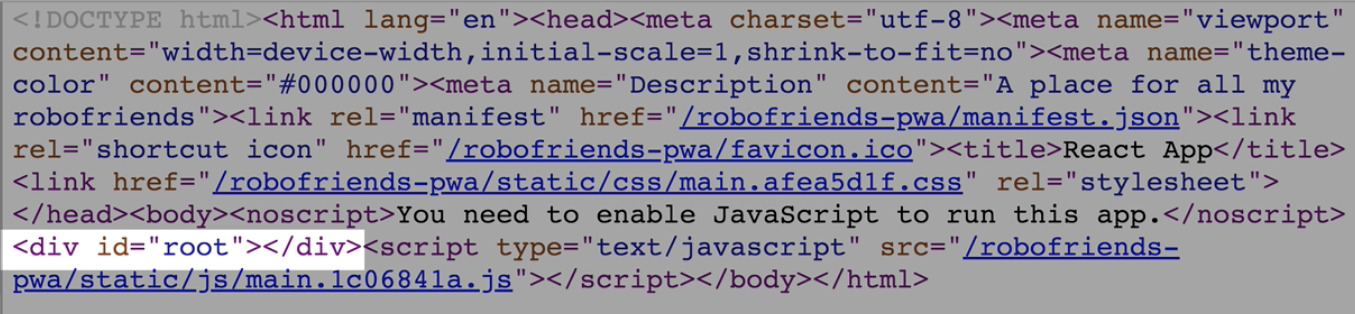 <!DOCTYPE html><html lang="en"><head><meta charset="utf-8"><meta name="viewport"
content="width=device-width,initial-scale=1,shrink-to-fit=no"><meta name="theme-
color" content="#000000"><meta name="Description" content="A place for all my
robofriends"><link rel="manifest" href="/robofriends-pwa/manifest.json"><link
rel="shortcut icon" href="/robofriends-pwa/favicon.ico"><title>React App</title>
<link href="/robofriends-pwa/static/css/main.afea5d1f.css" rel="stylesheet">
</head><body><noscript>You need to enable JavaScript to run this app.</noscript>
<div id="root"></div><script type="text/javascript" src="/robofriends-
pwa/static/js/main.1c06841a.js"></script></body></html>